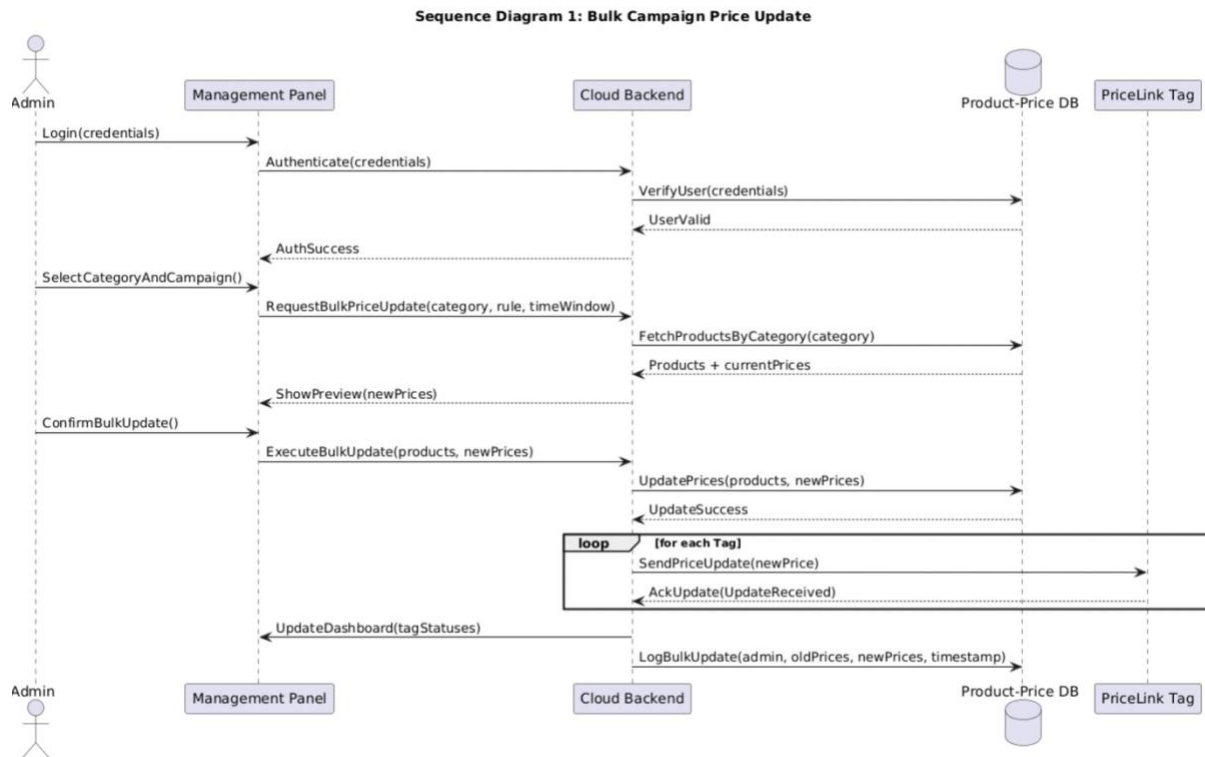 Sequence Diagram 1: Bulk Campaign Price Update
Admin
Management Panel
Cloud Backend
Product-Price DB
PriceLink Tag
Login(credentials)
Authenticate(credentials)
VerifyUser(credentials)
UserValid
AuthSuccess
SelectCategoryAndCampaign()
RequestBulkPriceUpdate(category, rule, timeWindow)
FetchProductsByCategory(category)
Products + currentPrices
ShowPreview(newPrices)
ConfirmBulkUpdate()
ExecuteBulkUpdate(products, newPrices)
UpdatePrices(products, newPrices)
UpdateSuccess
loop
[for each Tag]
SendPriceUpdate(newPrice)
AckUpdate(UpdateReceived)
UpdateDashboard(tagStatuses)
LogBulkUpdate(admin, oldPrices, newPrices, timestamp)
Admin
Management Panel
Cloud Backend
Product-Price DB
PriceLink Tag